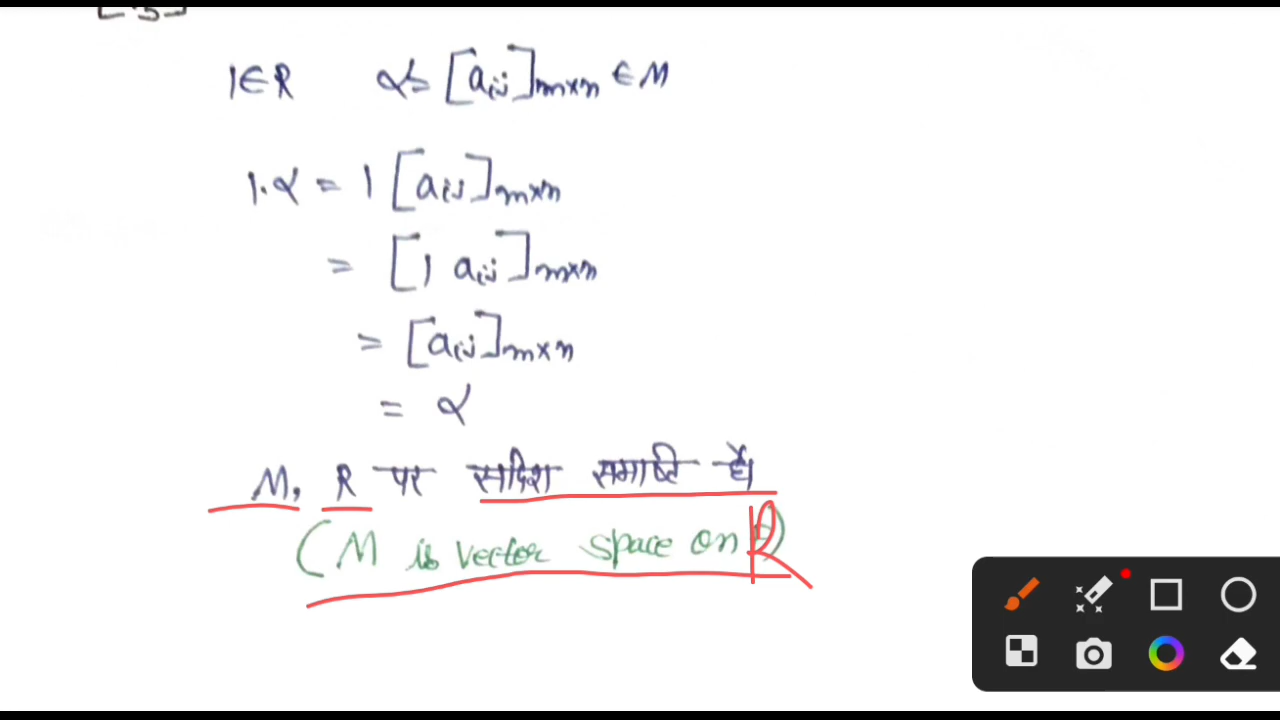 1∈R α = [aij]m×n ∈ M
1.α = 1 [aij]m×n
= [1 aij]m×n
= [aij]m×n
= α
M, R पर सदिश समष्टि है।
(M is vector space on R)